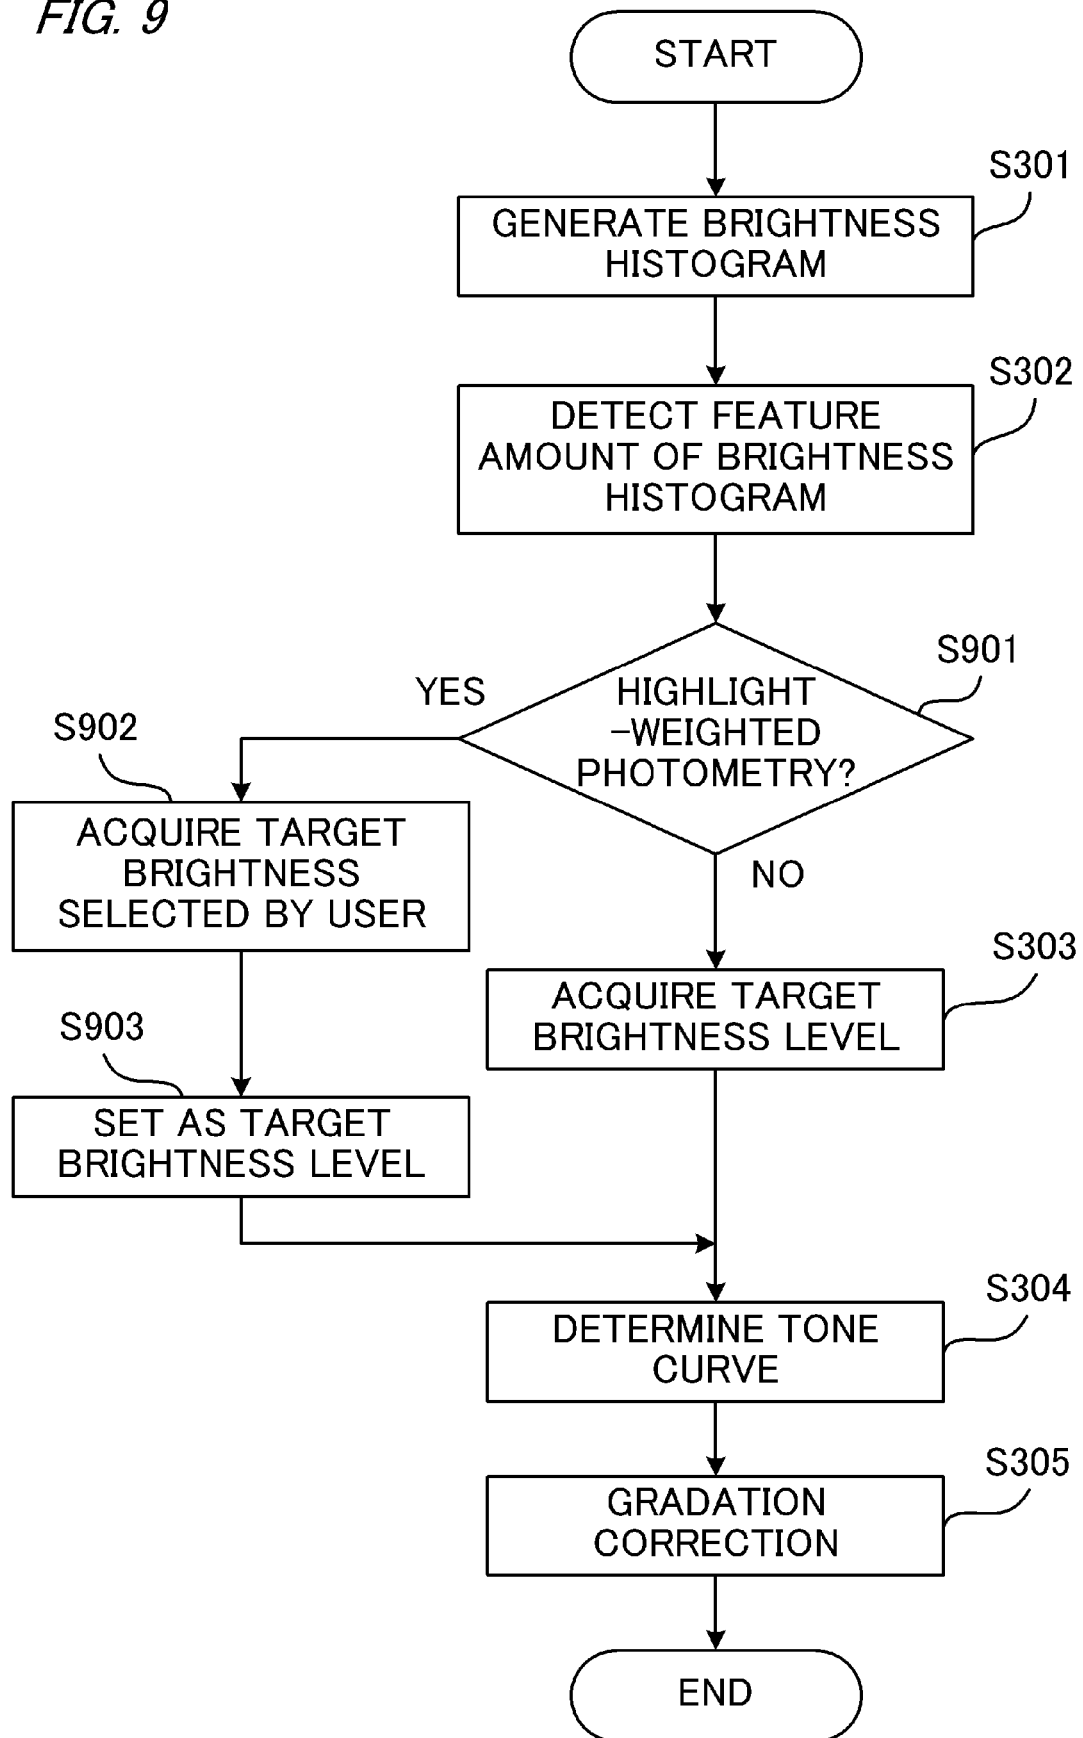 FIG. 9
START
S301
GENERATE BRIGHTNESS
HISTOGRAM
S302
DETECT FEATURE
AMOUNT OF BRIGHTNESS
HISTOGRAM
S901
YES
HIGHLIGHT
-WEIGHTED
PHOTOMETRY?
NO
S902
ACQUIRE TARGET
BRIGHTNESS
SELECTED BY USER
S303
ACQUIRE TARGET
BRIGHTNESS LEVEL
S903
SET AS TARGET
BRIGHTNESS LEVEL
S304
DETERMINE TONE
CURVE
S305
GRADATION
CORRECTION
END